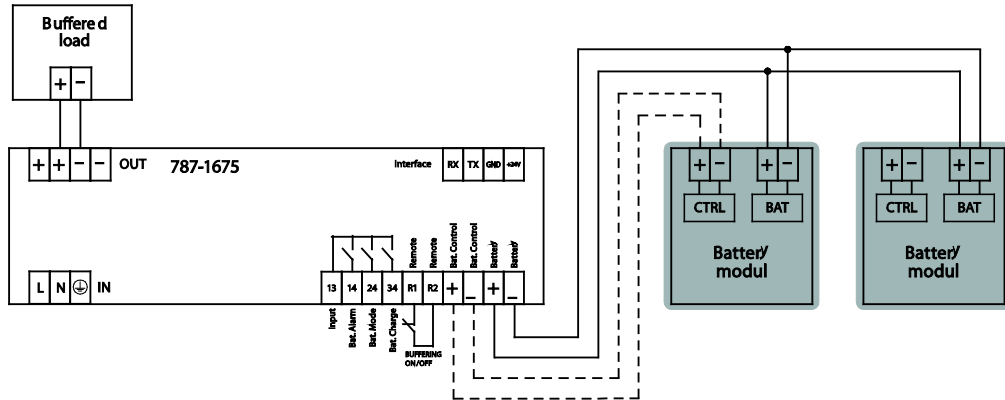 Buffered
load
+ −
+ + − − OUT 787-1675 Interface RX TX GND +24V
+ − + − + − + −
CTRL BAT CTRL BAT
Battery
modul
Battery
modul
Remote
Remote
Bat. Control
Bat. Control
Battery
Battery
L N IN 13 14 24 34 R1 R2 + − + −
Input
Bat. Alarm
Bat. Mode
Bat. Charge
BUFFERING
ON/OFF